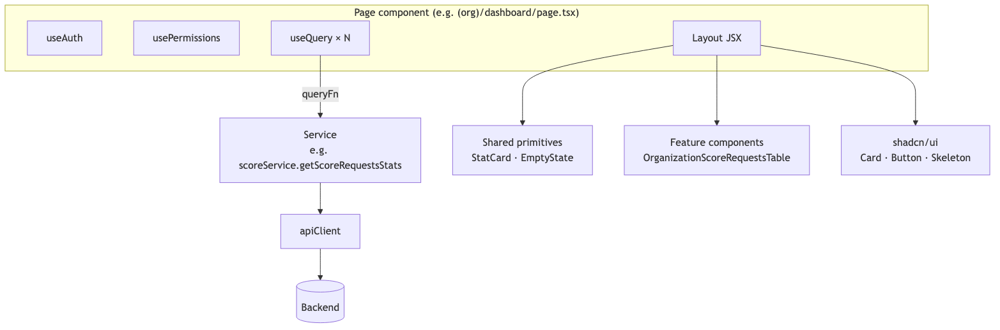 Page component (e.g. (org)/dashboard/page.tsx)
useAuth
usePermissions
useQuery × N
Layout JSX
queryFn
Service
e.g.
scoreService.getScoreRequestsStats
Shared primitives
StatCard · EmptyState
Feature components
OrganizationScoreRequestsTable
shadcn/ui
Card · Button · Skeleton
apiClient
Backend